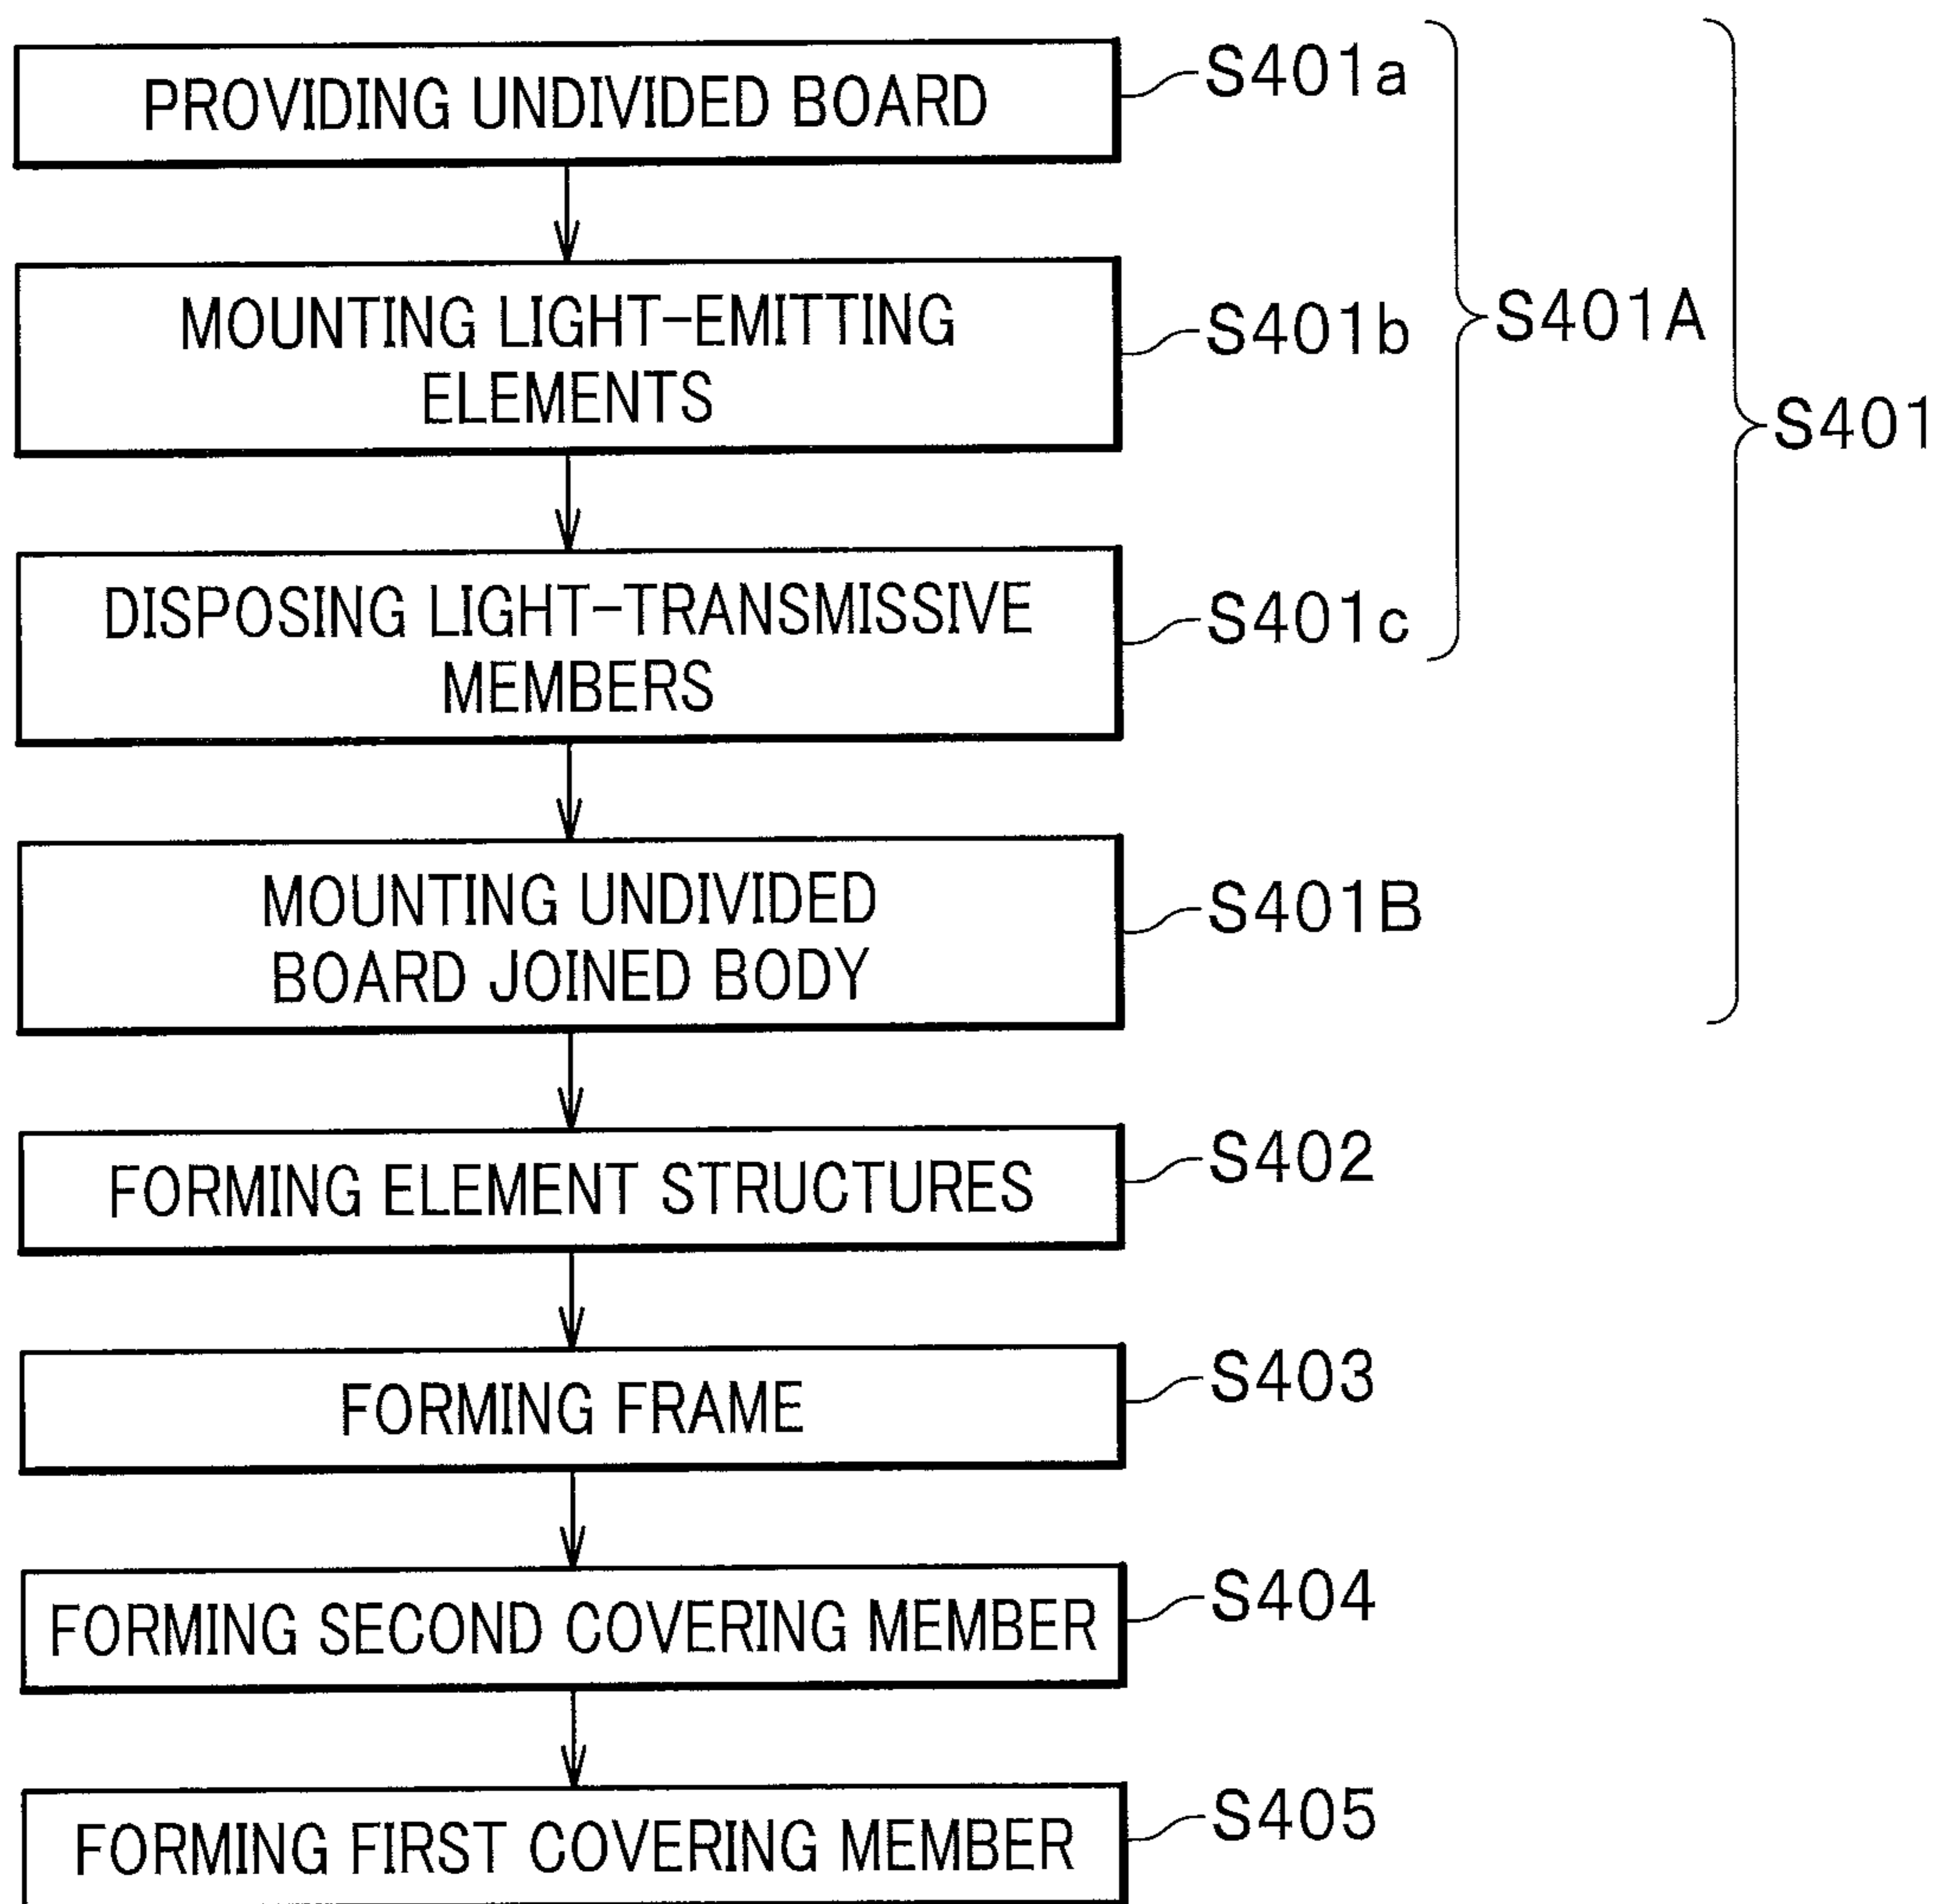 PROVIDING UNDIVIDED BOARD
S401a
MOUNTING LIGHT-EMITTING
ELEMENTS
S401b
S401A
S401
DISPOSING LIGHT-TRANSMISSIVE
MEMBERS
S401c
MOUNTING UNDIVIDED
BOARD JOINED BODY
S401B
FORMING ELEMENT STRUCTURES
S402
FORMING FRAME
S403
FORMING SECOND COVERING MEMBER
S404
FORMING FIRST COVERING MEMBER
S405